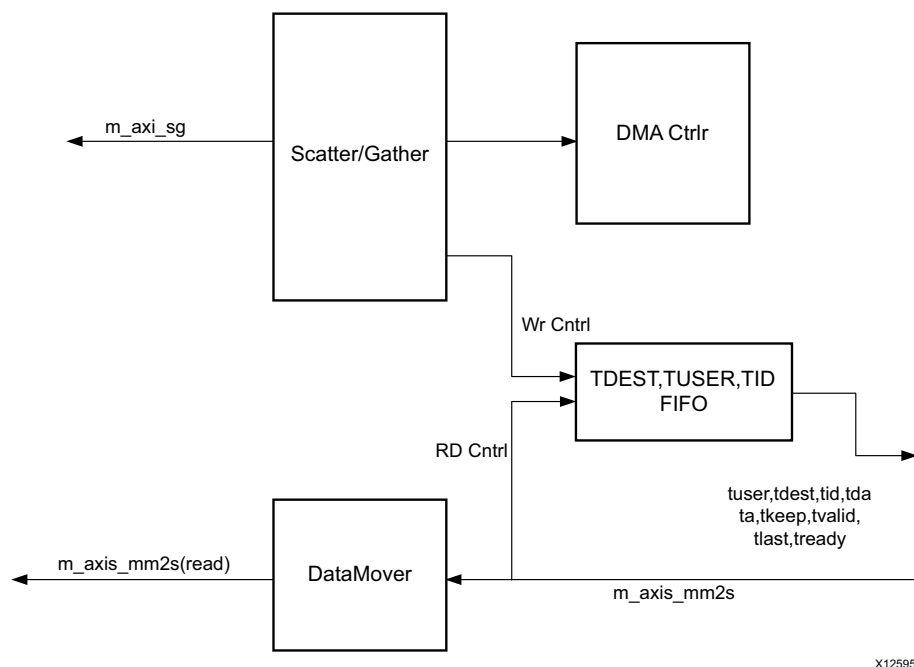 m_axi_sg
Scatter/Gather
DMA Ctrlr
Wr Cntrl
TDEST,TUSER,TID
FIFO
RD Cntrl
tuser,tdest,tid,tda
ta,tkeep,tvalid,
tlast,tready
m_axis_mm2s(read)
DataMover
m_axis_mm2s
X12595